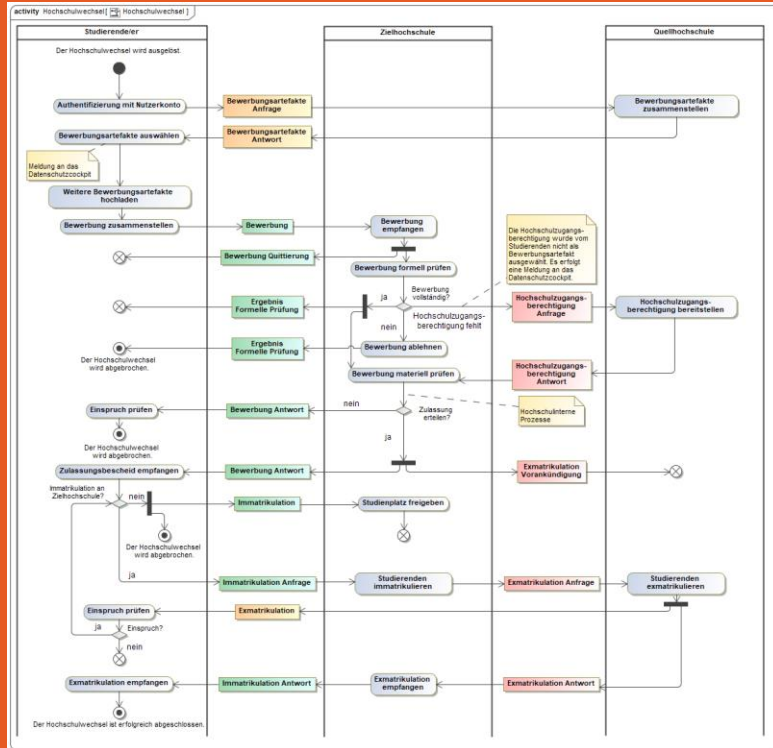 activity Hochschulwechsel[ Hochschulwechsel ]
Studierende/er
Zielhochschule
Quellhochschule
Der Hochschulwechsel wird ausgelöst.
Authentifizierung mit Nutzerkonto
Bewerbungsartefakte
Anfrage
Bewerbungsartefakte
zusammenstellen
Bewerbungsartefakte auswählen
Bewerbungsartefakte
Antwort
Meldung an das
Datenschutzcockpit
Weitere Bewerbungsartefakte
hochladen
Bewerbung zusammenstellen
Bewerbung
Bewerbung
empfangen
Die Hochschulzugangs-
berechtigung wurde vom
Studierenden nicht als
Bewerbungsartefakt
ausgewählt. Es erfolgt
eine Meldung an das
Datenschutzcockpit.
Bewerbung Quittierung
Bewerbung formell prüfen
Bewerbung
vollständig?
ja
Ergebnis
Formelle Prüfung
Hochschulzugangs-
berechtigung fehlt
Hochschulzugangs-
berechtigung
Anfrage
Hochschulzugangs-
berechtigung bereitstellen
nein
Ergebnis
Formelle Prüfung
Bewerbung ablehnen
Der Hochschulwechsel
wird abgebrochen.
Bewerbung materiell prüfen
Hochschulzugangs-
berechtigung
Antwort
Einspruch prüfen
Bewerbung Antwort
nein
Zulassung
erteilen?
Hochschulinterne
Prozesse
ja
Der Hochschulwechsel
wird abgebrochen.
Zulassungsbescheid empfangen
Bewerbung Antwort
Exmatrikulation
Vorankündigung
Immatrikulation an
Zielhochschule?
nein
Immatrikulation
Studienplatz freigeben
Der Hochschulwechsel
wird abgebrochen.
ja
Immatrikulation Anfrage
Studierenden
immatrikulieren
Exmatrikulation Anfrage
Studierenden
exmatrikulieren
Einspruch prüfen
Exmatrikulation
ja
Einspruch?
nein
Exmatrikulation empfangen
Immatrikulation Antwort
Exmatrikulation
empfangen
Exmatrikulation Antwort
Der Hochschulwechsel ist erfolgreich abgeschlossen.